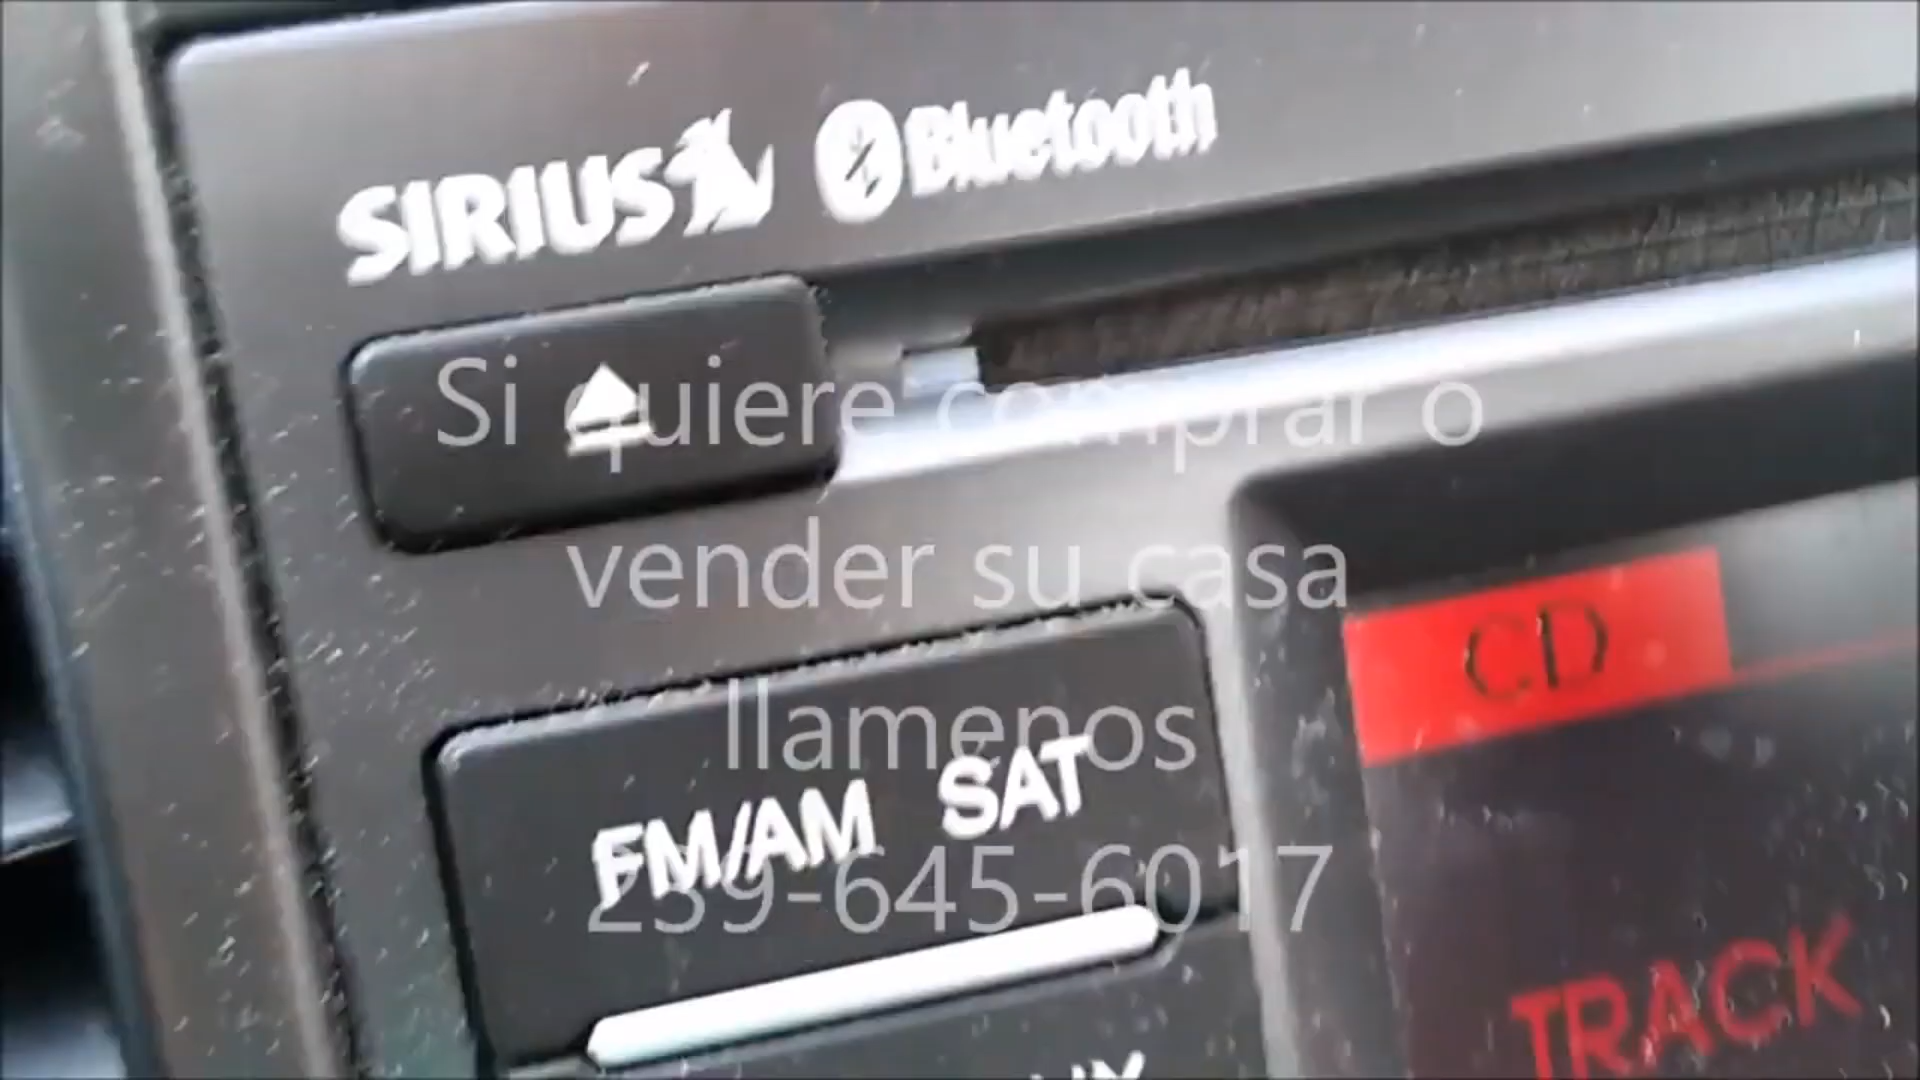 SIRIUS Bluetooth
Si quiere comprar o
vender su casa
CD
llamenos
FM/AM SAT
239-645-6017
TRACK